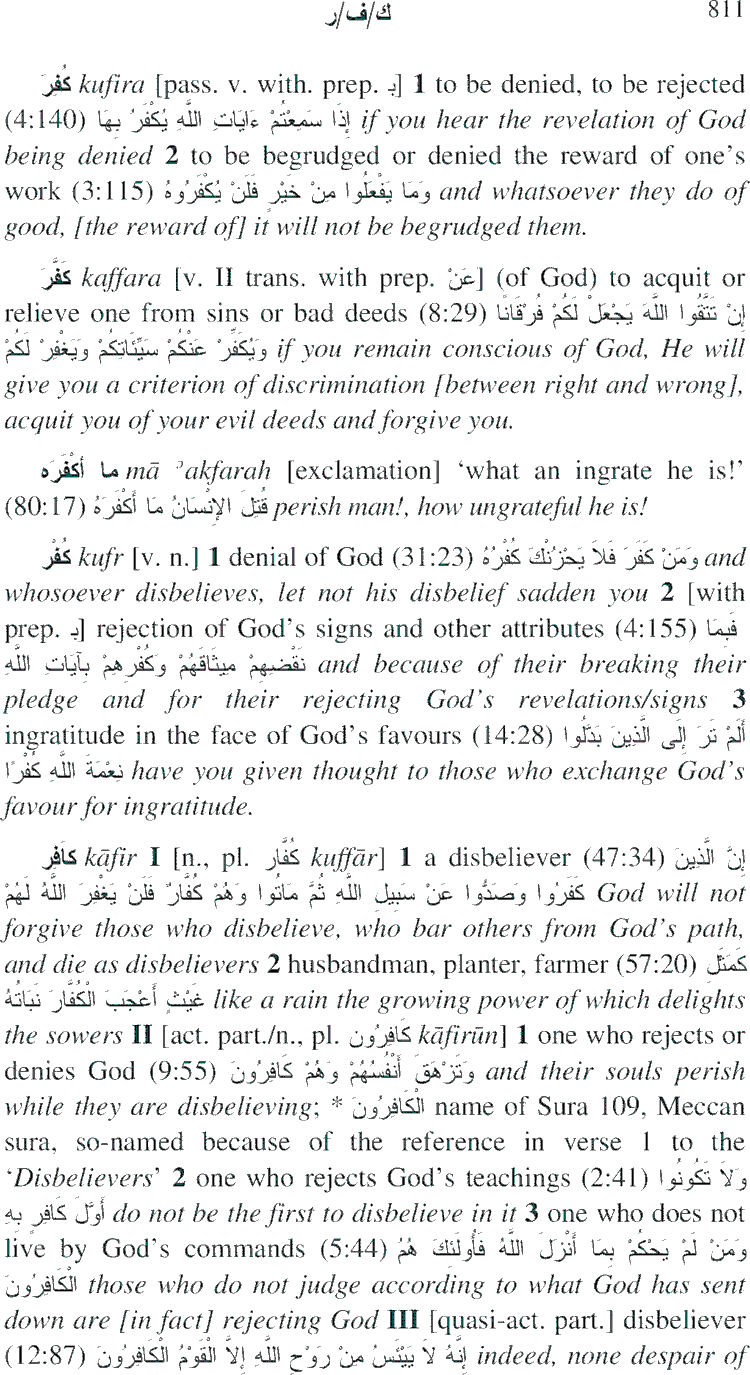 ك/ف/ر 811
كُفِرَ kufira [pass. v. with. prep. بـ] 1 to be denied, to be rejected
(4:140) إِذَا سَمِعْتُمْ ءَايَاتِ اللَّهِ يُكْفَرُ بِهَا if you hear the revelation of God
being denied 2 to be begrudged or denied the reward of one’s
work (3:115) وَمَا يَفْعَلُوا مِنْ خَيْرٍ فَلَنْ يُكْفَرُوهُ and whatsoever they do of
good, [the reward of] it will not be begrudged them.
كَفَّرَ kaffara [v. II trans. with prep. عَنْ] (of God) to acquit or
relieve one from sins or bad deeds (8:29) إِنْ تَتَّقُوا اللَّهَ يَجْعَلْ لَكُمْ فُرْقَانًا
وَيُكَفِّرْ عَنْكُمْ سَيِّئَاتِكُمْ وَيَغْفِرْ لَكُمْ if you remain conscious of God, He will
give you a criterion of discrimination [between right and wrong],
acquit you of your evil deeds and forgive you.
ما أكْفَرَه mā ʾakfarah [exclamation] ‘what an ingrate he is!’
(80:17) قُتِلَ الإِنْسَانُ مَا أَكْفَرَهُ perish man!, how ungrateful he is!
كُفْر kufr [v. n.] 1 denial of God (31:23) وَمَنْ كَفَرَ فَلاَ يَحْزُنْكَ كُفْرُهُ and
whosoever disbelieves, let not his disbelief sadden you 2 [with
prep. بـ] rejection of God’s signs and other attributes (4:155) فَبِمَا
نَقْضِهِمْ مِيثَاقَهُمْ وَكُفْرِهِمْ بِآيَاتِ اللَّهِ and because of their breaking their
pledge and for their rejecting God’s revelations/signs 3
ingratitude in the face of God’s favours (14:28) أَلَمْ تَرَ إِلَى الَّذِينَ بَدَّلُوا
نِعْمَةَ اللَّهِ كُفْرًا have you given thought to those who exchange God’s
favour for ingratitude.
كَافِر kāfir I [n., pl. كُفَّار kuffār] 1 a disbeliever (47:34) إِنَّ الَّذِينَ
كَفَرُوا وَصَدُّوا عَنْ سَبِيلِ اللَّهِ ثُمَّ مَاتُوا وَهُمْ كُفَّارٌ فَلَنْ يَغْفِرَ اللَّهُ لَهُمْ God will not
forgive those who disbelieve, who bar others from God’s path,
and die as disbelievers 2 husbandman, planter, farmer (57:20) كَمَثَلِ
غَيْثٍ أَعْجَبَ الْكُفَّارَ نَبَاتُهُ like a rain the growing power of which delights
the sowers II [act. part./n., pl. كَافِرُون kāfirūn] 1 one who rejects or
denies God (9:55) وَتَزْهَقَ أَنْفُسُهُمْ وَهُمْ كَافِرُونَ and their souls perish
while they are disbelieving; * الْكَافِرُونَ name of Sura 109, Meccan
sura, so-named because of the reference in verse 1 to the
‘Disbelievers’ 2 one who rejects God’s teachings (2:41) وَلاَ تَكُونُوا
أَوَّلَ كَافِرٍ بِهِ do not be the first to disbelieve in it 3 one who does not
live by God’s commands (5:44) وَمَنْ لَمْ يَحْكُمْ بِمَا أَنْزَلَ اللَّهُ فَأُولَئِكَ هُمُ
الْكَافِرُونَ those who do not judge according to what God has sent
down are [in fact] rejecting God III [quasi-act. part.] disbeliever
(12:87) إِنَّهُ لاَ يَيْئَسُ مِنْ رَوْحِ اللَّهِ إِلاَّ الْقَوْمُ الْكَافِرُونَ indeed, none despair of